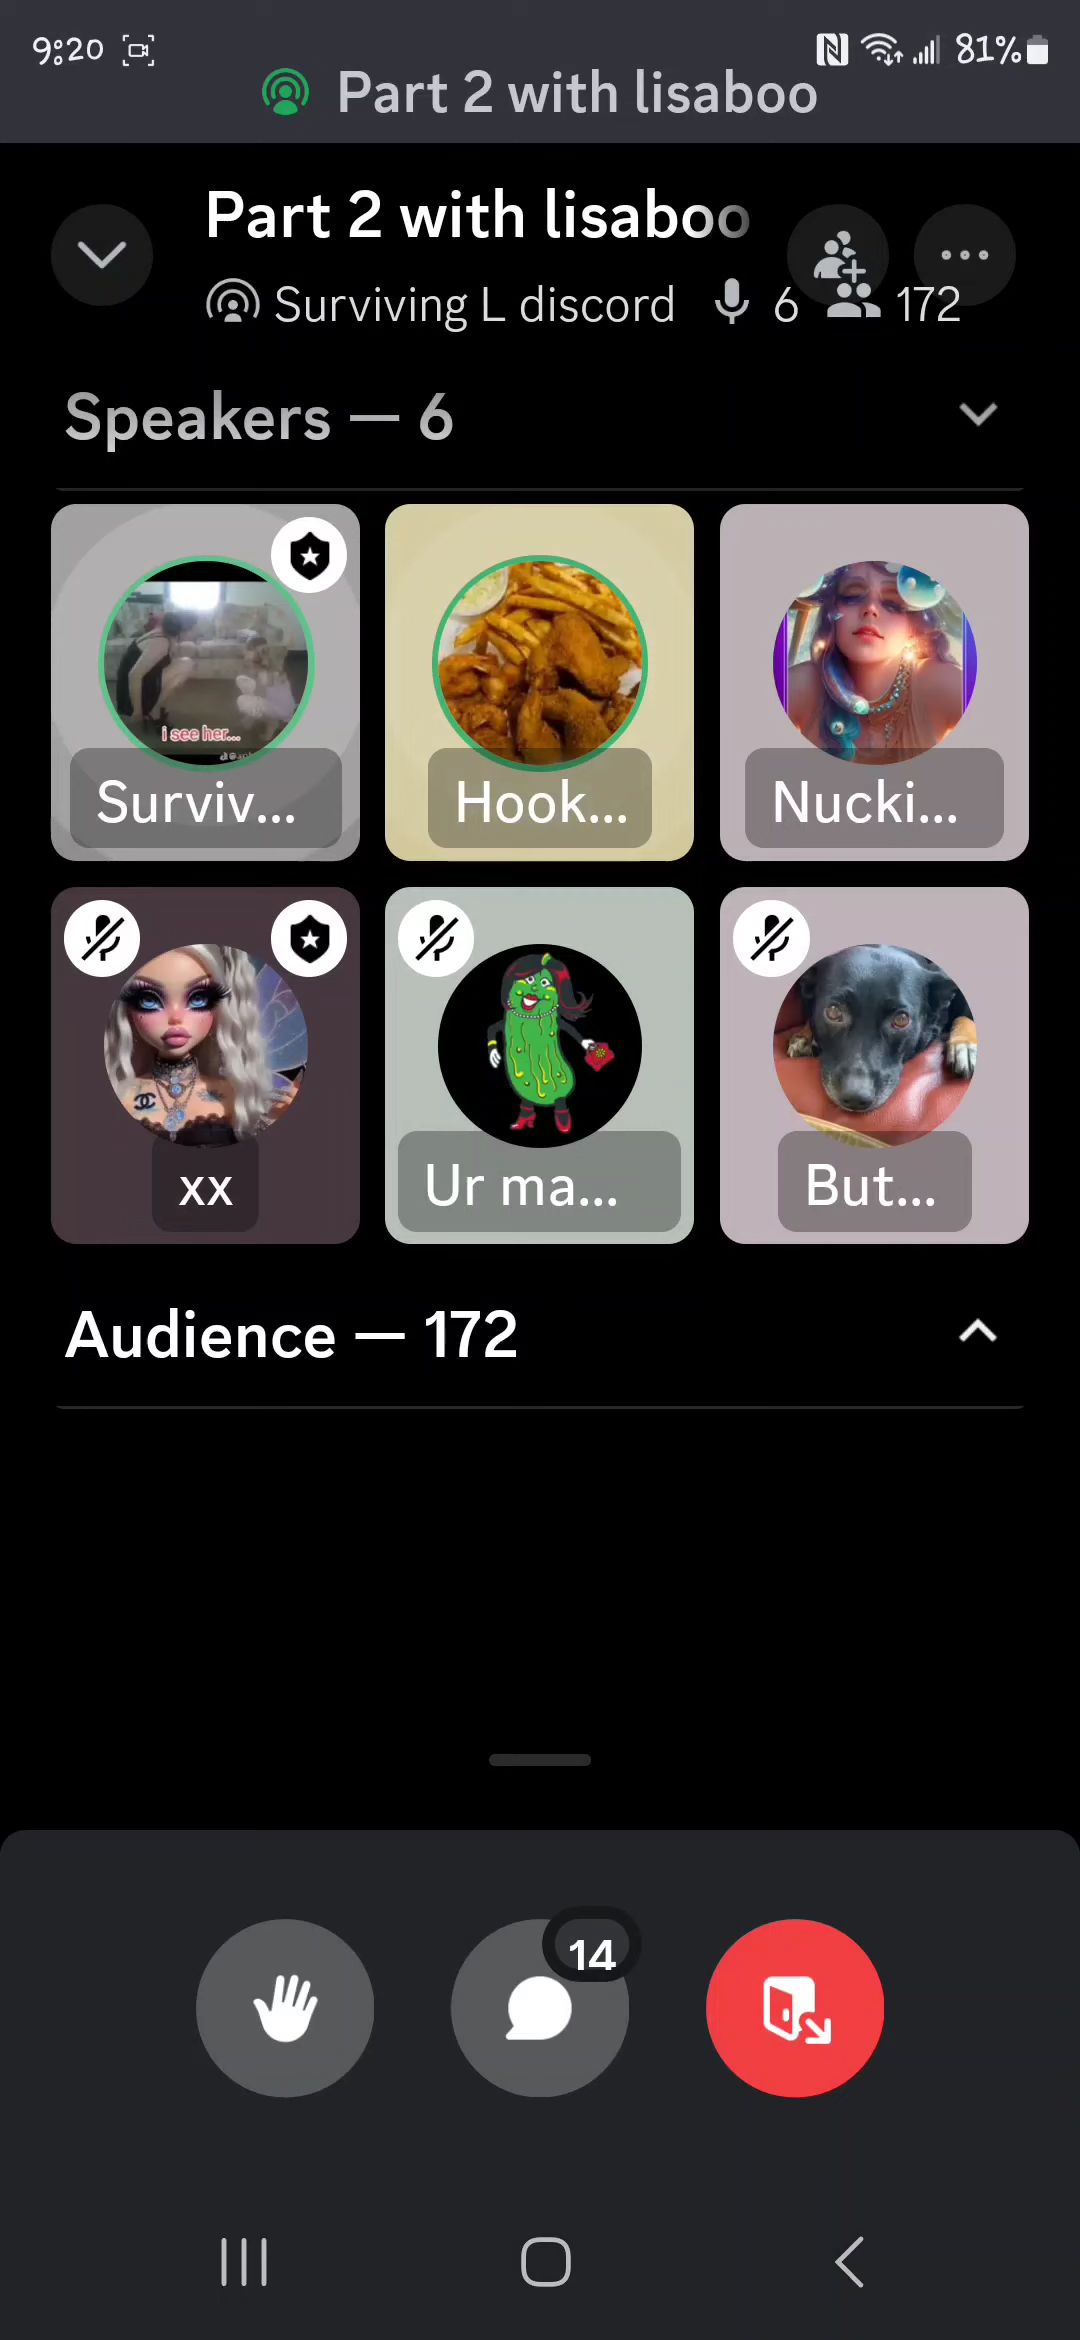 9:20
81%
Part 2 with lisaboo
Part 2 with lisaboo
Surviving L discord 6 172
Speakers — 6
i see her...
Surviv... Hook... Nucki...
xx Ur ma... But...
Audience — 172
14